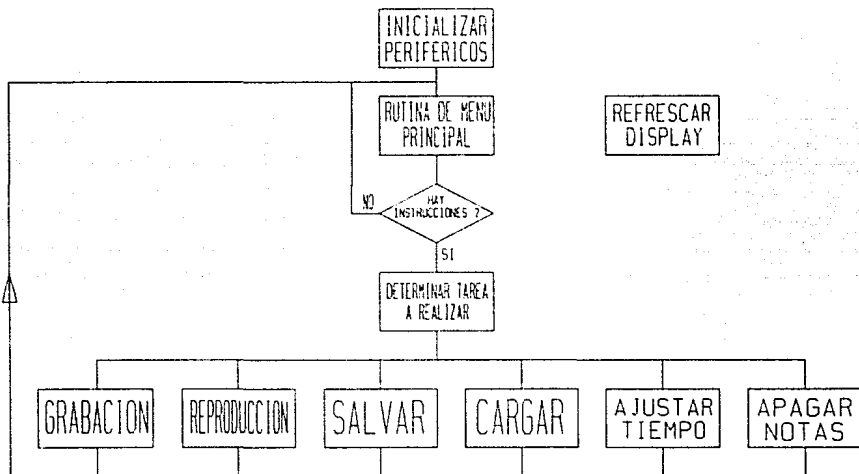 INICIALIZAR
PERIFERICOS
RUTINA DE MENU
PRINCIPAL
REFRESCAR
DISPLAY
HAY
INSTRUCCIONES ?
NO
SI
DETERMINAR TAREA
A REALIZAR
GRABACION
REPRODUCCION
SALVAR
CARGAR
AJUSTAR
TIEMPO
APAGAR
NOTAS